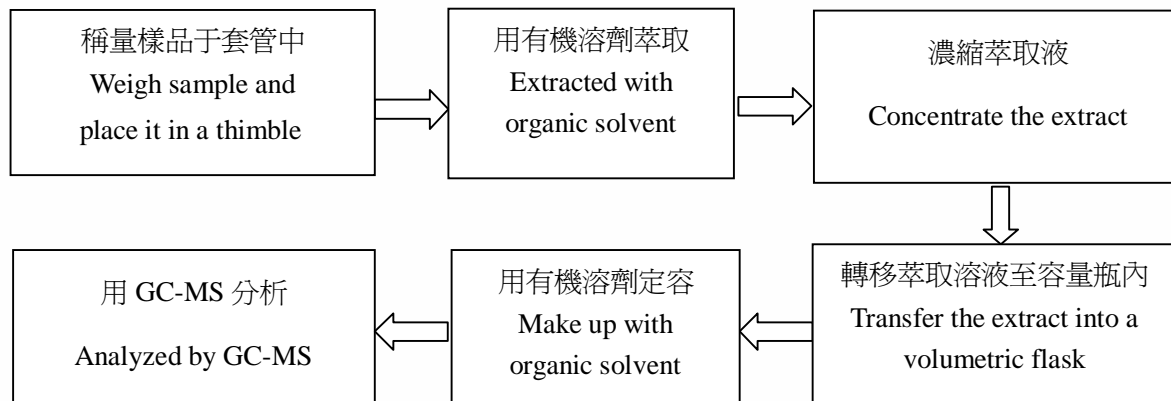 稱量樣品于套管中
Weigh sample and
place it in a thimble
用有機溶劑萃取
Extracted with
organic solvent
濃縮萃取液
Concentrate the extract
轉移萃取溶液至容量瓶內
Transfer the extract into a
volumetric flask
用有機溶劑定容
Make up with
organic solvent
用 GC-MS 分析
Analyzed by GC-MS